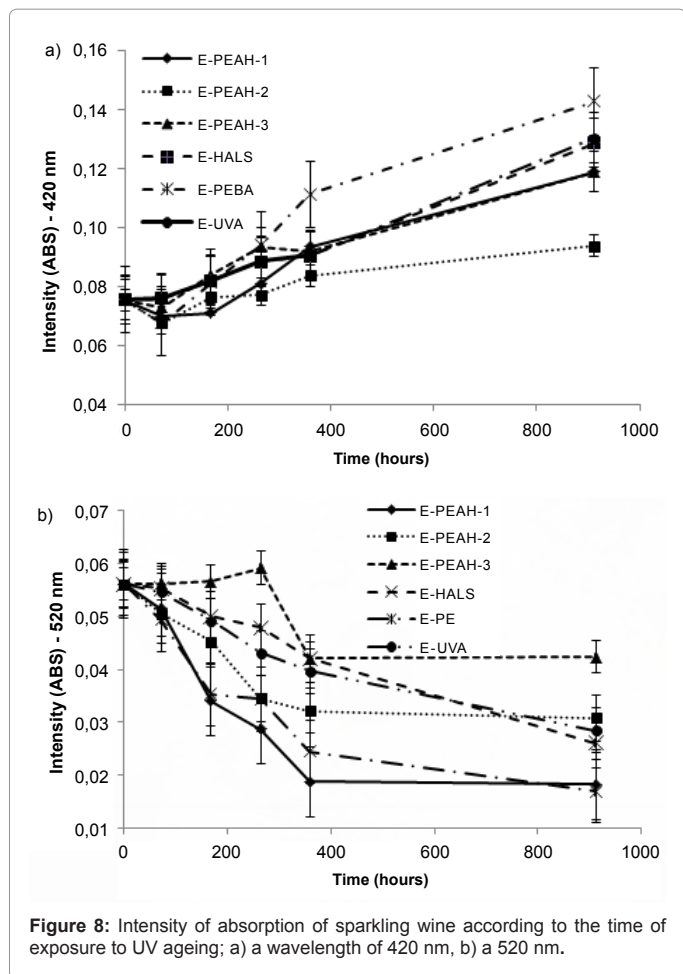 a)
E-PEAH-1
E-PEAH-2
E-PEAH-3
E-HALS
E-PEBA
E-UVA
Intensity (ABS) - 420 nm
0,16
0,14
0,12
0,10
0,08
0,06
0,04
0 200 400 600 800 1000
Time (hours)
b)
E-PEAH-1
E-PEAH-2
E-PEAH-3
E-HALS
E-PE
E-UVA
Intensity (ABS) - 520 nm
0,07
0,06
0,05
0,04
0,03
0,02
0,01
0 200 400 600 800 1000
Time (hours)
Figure 8: Intensity of absorption of sparkling wine according to the time of
exposure to UV ageing; a) a wavelength of 420 nm, b) a 520 nm.